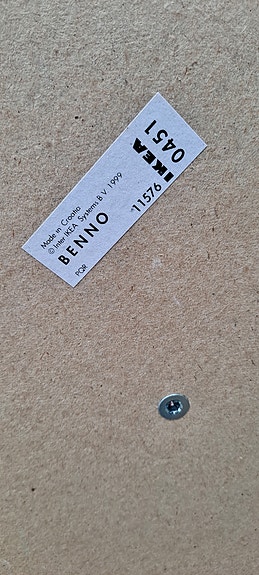 Made in Croatia
© Inter IKEA Systems B V 1999
BENNO
PQR
11576
IKEA
0451